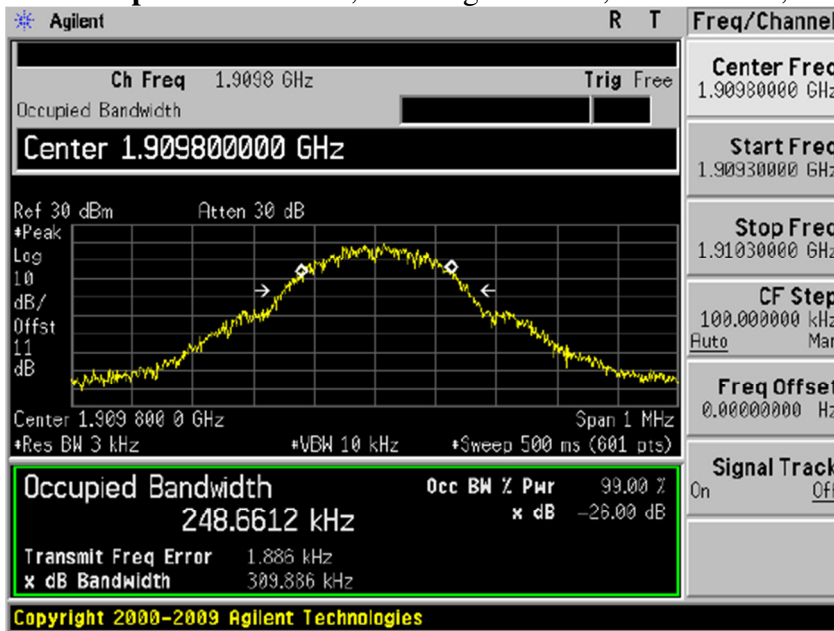 Agilent R T Freq/Channel
Ch Freq 1.9098 GHz Trig Free
Occupied Bandwidth
Center 1.909800000 GHz
Center Freq
1.90980000 GHz
Start Freq
1.90930000 GHz
Stop Freq
1.91030000 GHz
CF Step
100.000000 kHz
Auto Man
Freq Offset
0.00000000 Hz
Signal Track
On Off
Ref 30 dBm Atten 30 dB
#Peak
Log
10
dB/
Offst
11
dB
Center 1.909 800 0 GHz Span 1 MHz
#Res BW 3 kHz #VBW 10 kHz #Sweep 500 ms (601 pts)
Occupied Bandwidth
248.6612 kHz
Occ BW % Pwr 99.00 %
x dB -26.00 dB
Transmit Freq Error 1.886 kHz
x dB Bandwidth 309.886 kHz
Copyright 2000-2009 Agilent Technologies